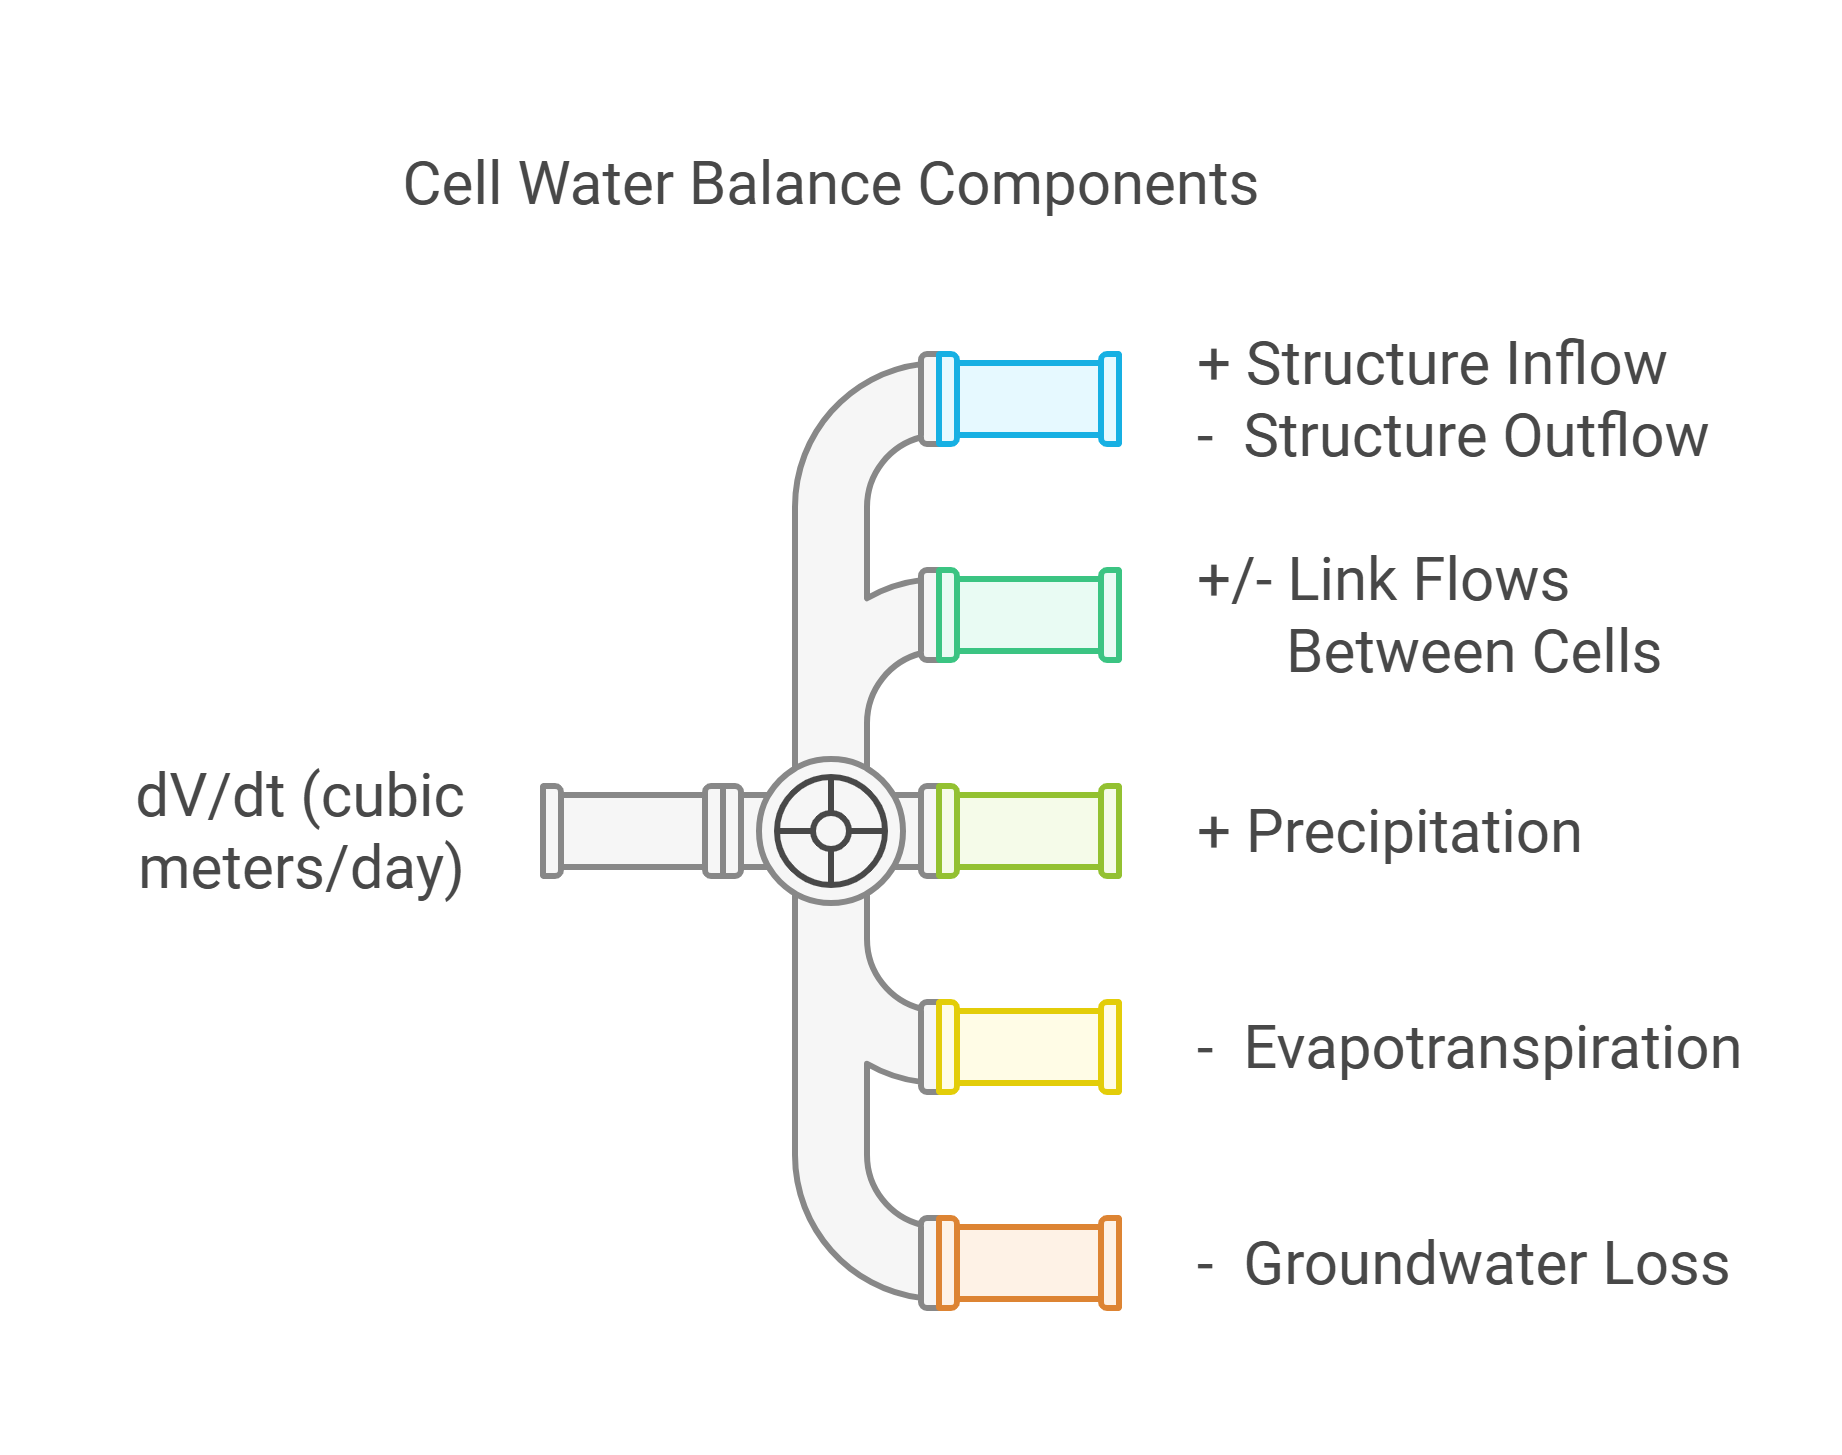 Cell Water Balance Components
+ Structure Inflow
- Structure Outflow
+/- Link Flows
Between Cells
dV/dt (cubic
meters/day)
+ Precipitation
- Evapotranspiration
- Groundwater Loss